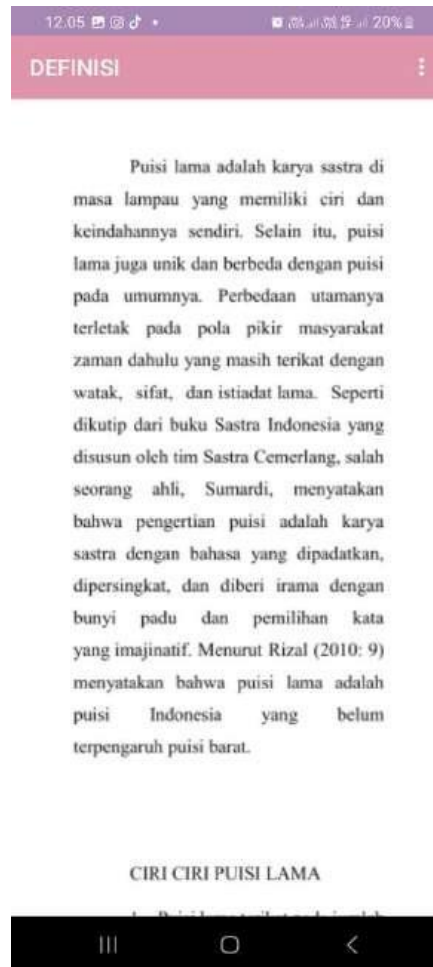 12.05
20%
DEFINISI
Puisi lama adalah karya sastra di
masa lampau yang memiliki ciri dan
keindahannya sendiri. Selain itu, puisi
lama juga unik dan berbeda dengan puisi
pada umumnya. Perbedaan utamanya
terletak pada pola pikir masyarakat
zaman dahulu yang masih terikat dengan
watak, sifat, dan istiadat lama. Seperti
dikutip dari buku Sastra Indonesia yang
disusun oleh tim Sastra Cemerlang, salah
seorang ahli, Sumardi, menyatakan
bahwa pengertian puisi adalah karya
sastra dengan bahasa yang dipadatkan,
dipersingkat, dan diberi irama dengan
bunyi padu dan pemilihan kata
yang imajinatif. Menurut Rizal (2010: 9)
menyatakan bahwa puisi lama adalah
puisi Indonesia yang belum
terpengaruh puisi barat.
CIRI CIRI PUISI LAMA